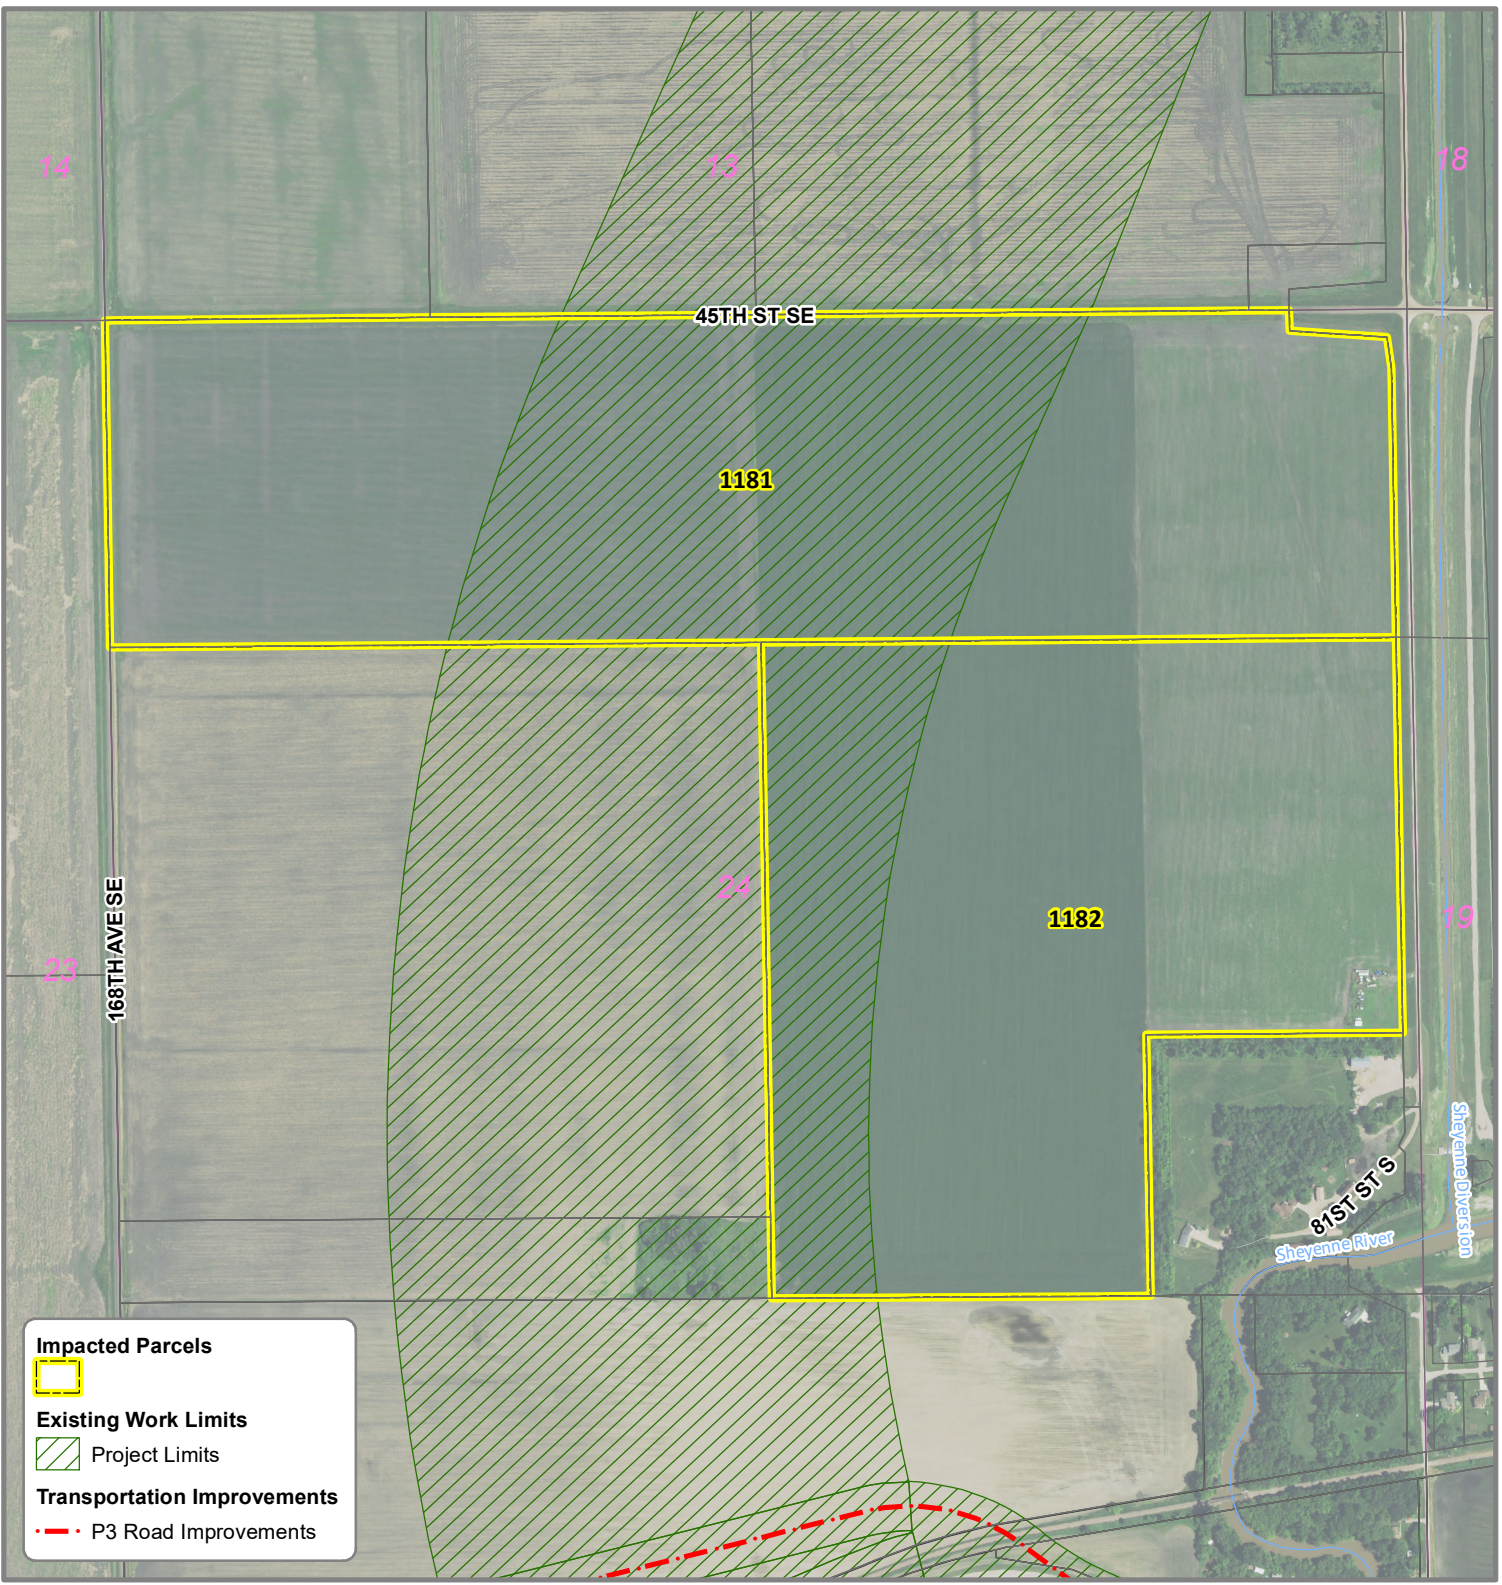 14
13
18
45TH ST SE
1181
24
1182
19
23
168TH AVE SE
81ST ST S
Sheyenne River
Sheyenne Diversion
Impacted Parcels
Existing Work Limits
Project Limits
Transportation Improvements
P3 Road Improvements